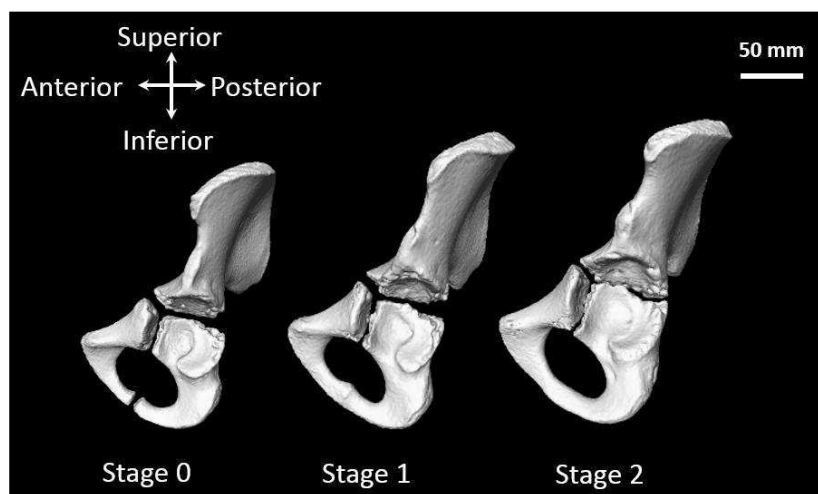 Superior
50 mm
Anterior
Posterior
Inferior
Stage 0
Stage 1
Stage 2